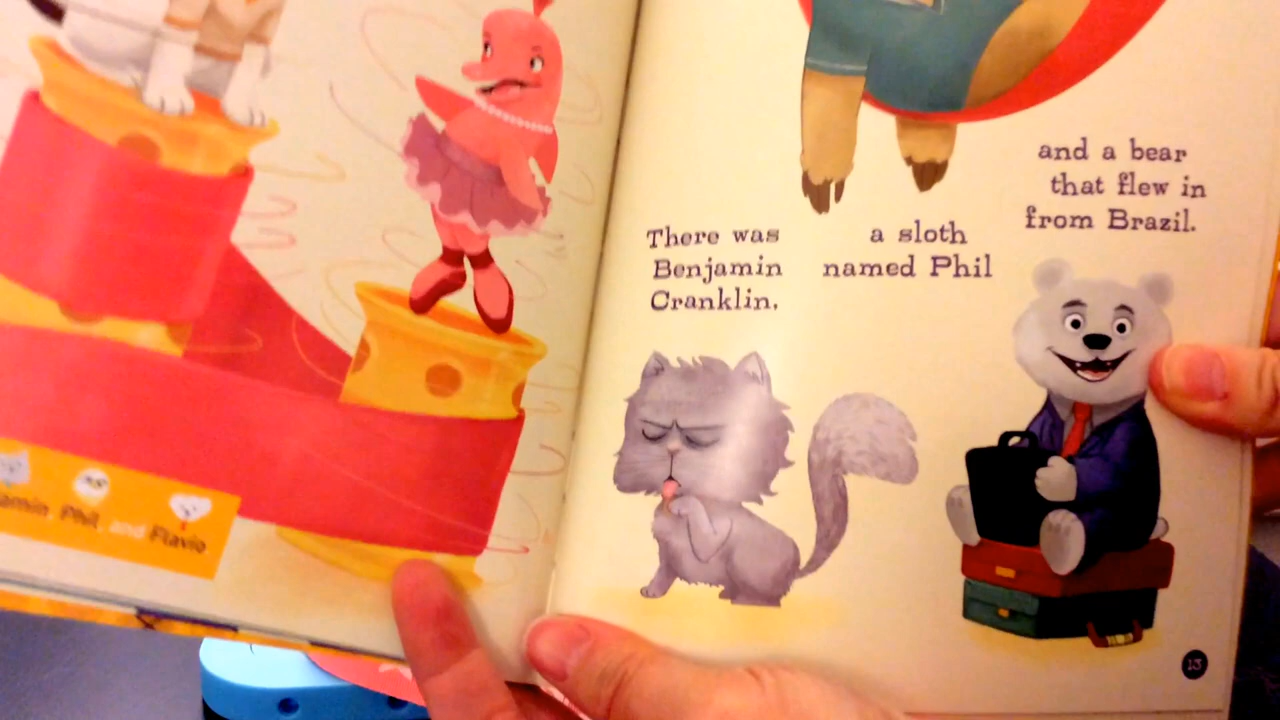 Phil, and Flavio
There was
Benjamin
Cranklin,
a sloth
named Phil
and a bear
that flew in
from Brazil.
13